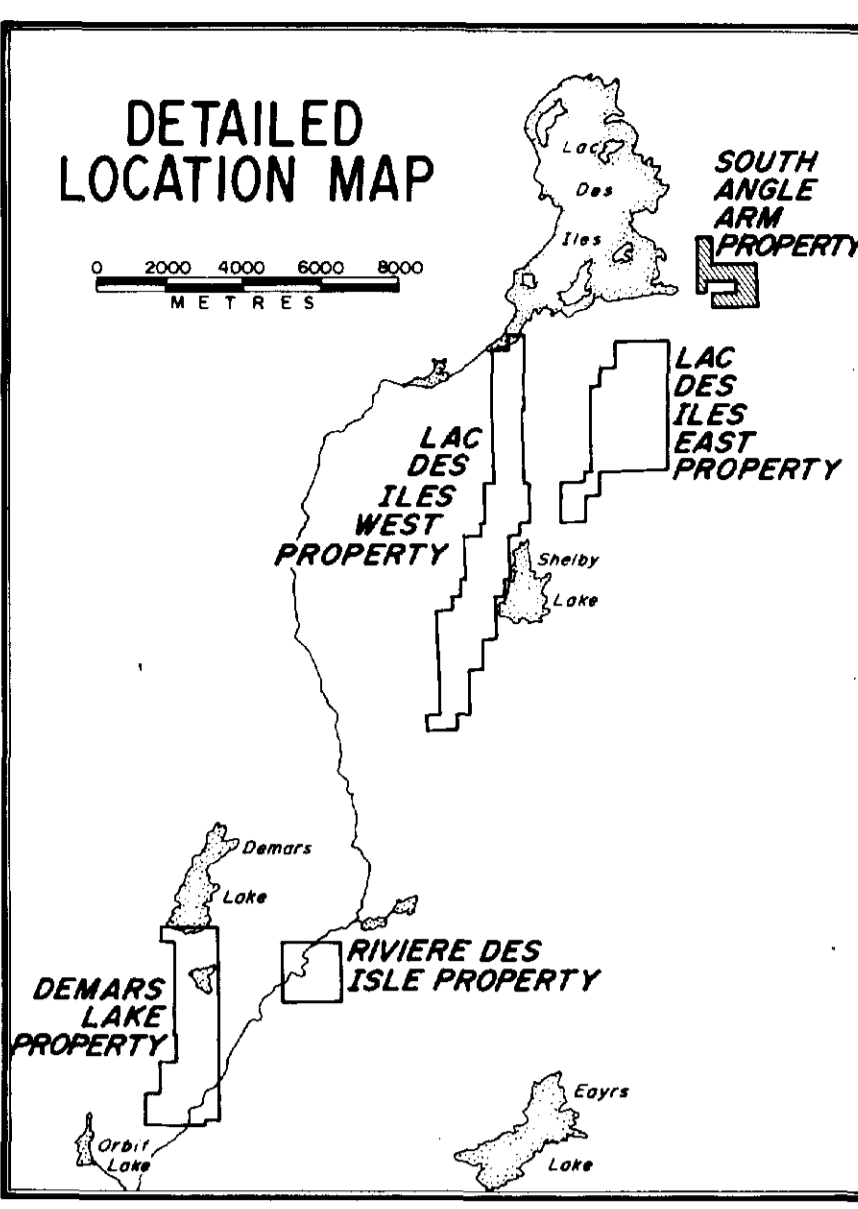 DETAILED
LOCATION MAP
0 2000 4000 6000 8000
METRES
Lac
Des
Iles
SOUTH
ANGLE
ARM
PROPERTY
LAC
DES
ILES
EAST
PROPERTY
LAC
DES
ILES
WEST
PROPERTY
Shelby
Lake
Demars
Lake
RIVIERE DES
ISLE PROPERTY
DEMARS
LAKE
PROPERTY
Orbit
Lake
Eayrs
Lake